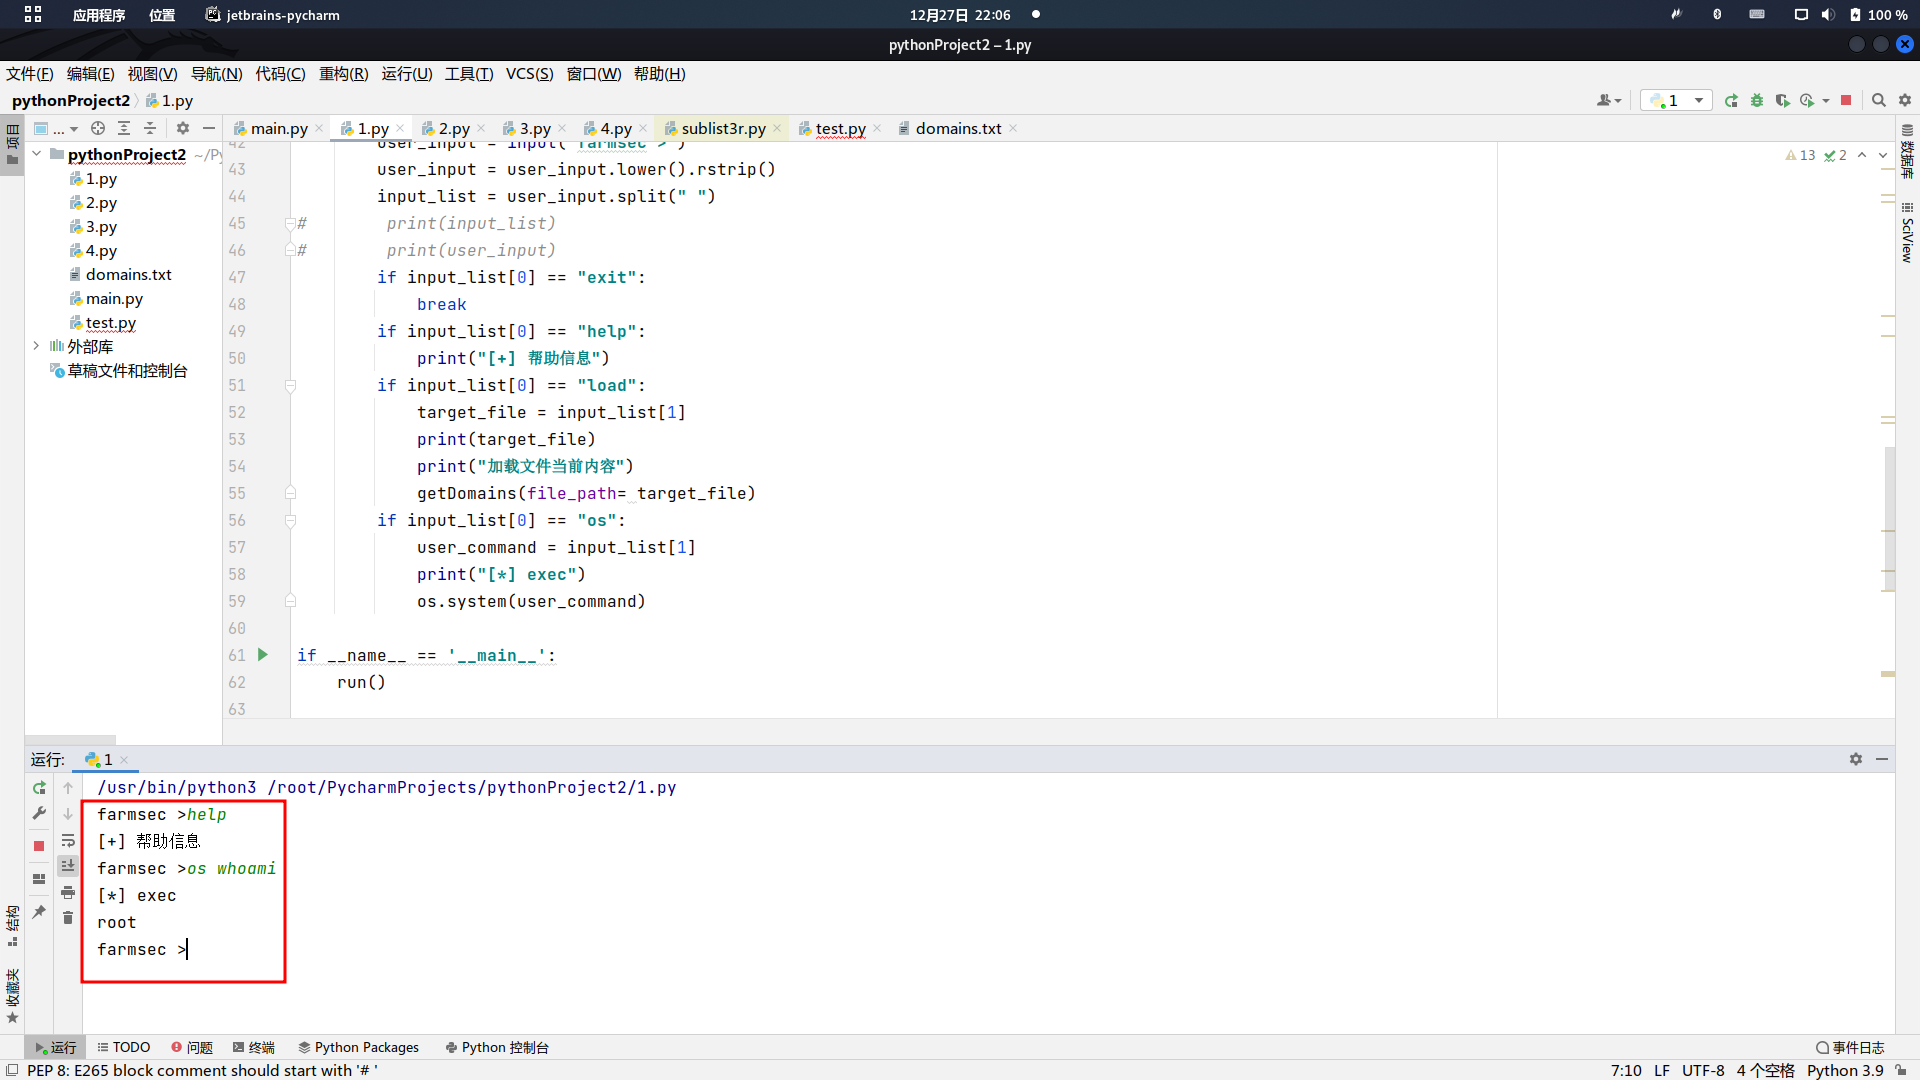 应用程序 位置 jetbrains-pycharm 12月27日 22:06 100 %
pythonProject2 – 1.py
文件(F) 编辑(E) 视图(V) 导航(N) 代码(C) 重构(R) 运行(U) 工具(T) VCS(S) 窗口(W) 帮助(H)
pythonProject2 1.py 1
项目 ... main.py 1.py 2.py 3.py 4.py sublist3r.py test.py domains.txt 数据库
pythonProject2 ~/Py
1.py
2.py
3.py
4.py
domains.txt
main.py
test.py
外部库
草稿文件和控制台
13 2
SciView
42 user_input = input("farmsec >")
43 user_input = user_input.lower().rstrip()
44 input_list = user_input.split(" ")
45 # print(input_list)
46 # print(user_input)
47 if input_list[0] == "exit":
48 break
49 if input_list[0] == "help":
50 print("[+] 帮助信息")
51 if input_list[0] == "load":
52 target_file = input_list[1]
53 print(target_file)
54 print("加载文件当前内容")
55 getDomains(file_path= target_file)
56 if input_list[0] == "os":
57 user_command = input_list[1]
58 print("[*] exec")
59 os.system(user_command)
60
61 if __name__ == '__main__':
62 run()
63
运行: 1
/usr/bin/python3 /root/PycharmProjects/pythonProject2/1.py
farmsec >help
[+] 帮助信息
farmsec >os whoami
[*] exec
root
farmsec >
结构
收藏夹
运行 TODO 问题 终端 Python Packages Python 控制台 事件日志
PEP 8: E265 block comment should start with '# ' 7:10 LF UTF-8 4 个空格 Python 3.9